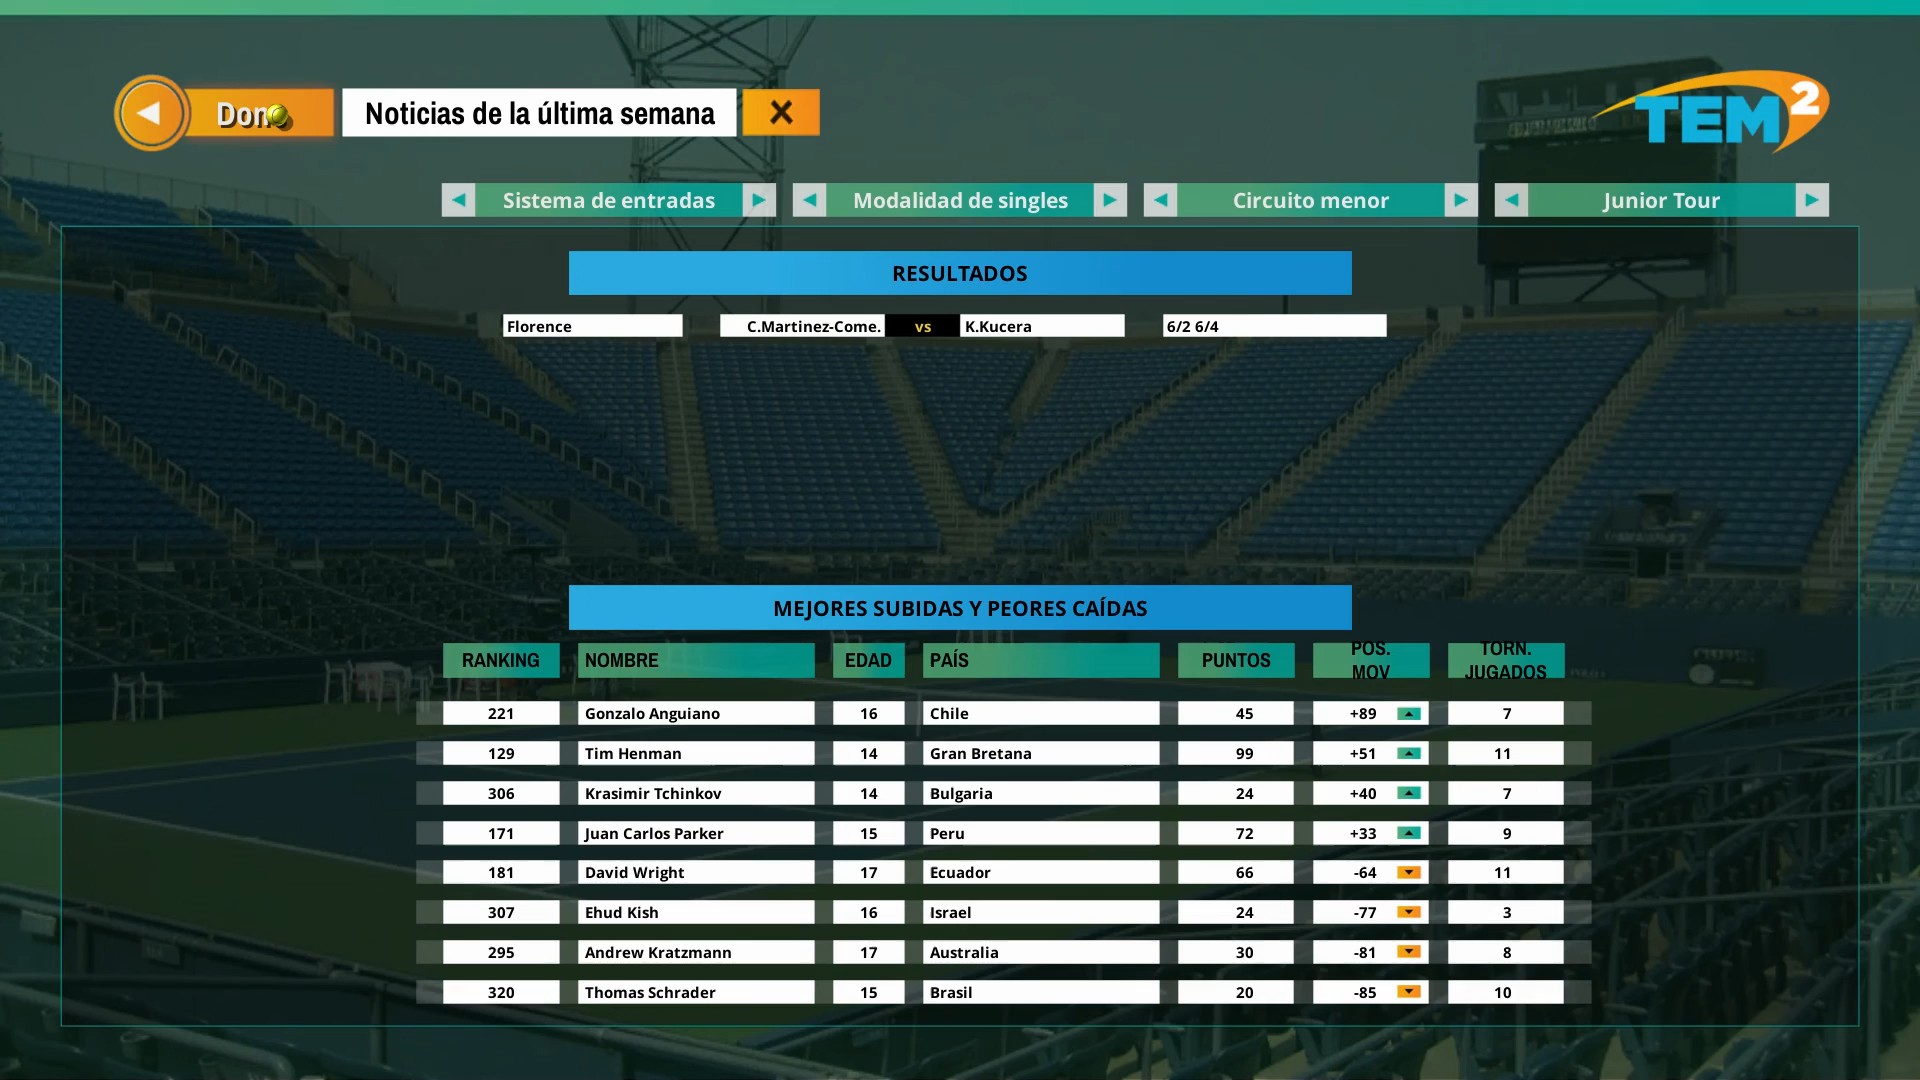 Done
Noticias de la última semana
X
TEM2
Sistema de entradas
Modalidad de singles
Circuito menor
Junior Tour
RESULTADOS
Florence C.Martinez-Come. vs K.Kucera 6/2 6/4
MEJORES SUBIDAS Y PEORES CAÍDAS
RANKING NOMBRE EDAD PAÍS PUNTOS POS. MOV TORN. JUGADOS
221 Gonzalo Anguiano 16 Chile 45 +89 7
129 Tim Henman 14 Gran Bretana 99 +51 11
306 Krasimir Tchinkov 14 Bulgaria 24 +40 7
171 Juan Carlos Parker 15 Peru 72 +33 9
181 David Wright 17 Ecuador 66 -64 11
307 Ehud Kish 16 Israel 24 -77 3
295 Andrew Kratzmann 17 Australia 30 -81 8
320 Thomas Schrader 15 Brasil 20 -85 10